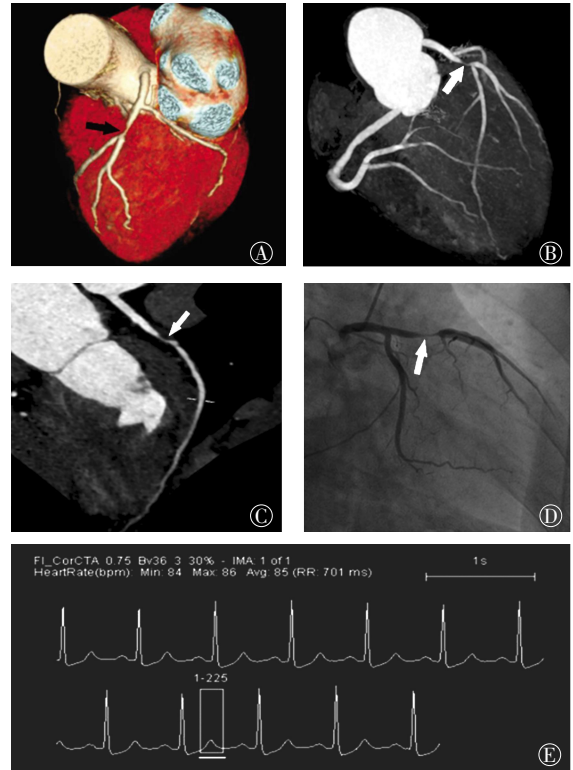 A
B
C
D
FI_CorCTA 0.75 Bv36 3 30% - IMA: 1 of 1
HeartRate(bpm): Min: 84 Max: 86 Avg: 85 (RR: 701 ms)
1s
1-225
E